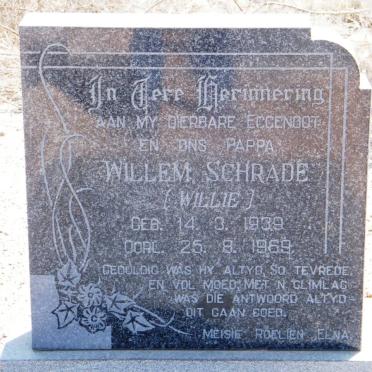 In Tere Herinnering
AAN MY DIERBARE EGGENOOT
EN ONS PAPPA
WILLEM SCHRADE
(WILLIE)
GEB. 14. 3. 1939
OORL. 25. 9. 1969
GEDULDIG WAS HY ALTYD, SO TEVREDE
EN VOL MOED; MET 'N GLIMLAG
WAS DIE ANTWOORD ALTYD
DIT GAAN GOED.
MEISIE ROELIEN ELNA